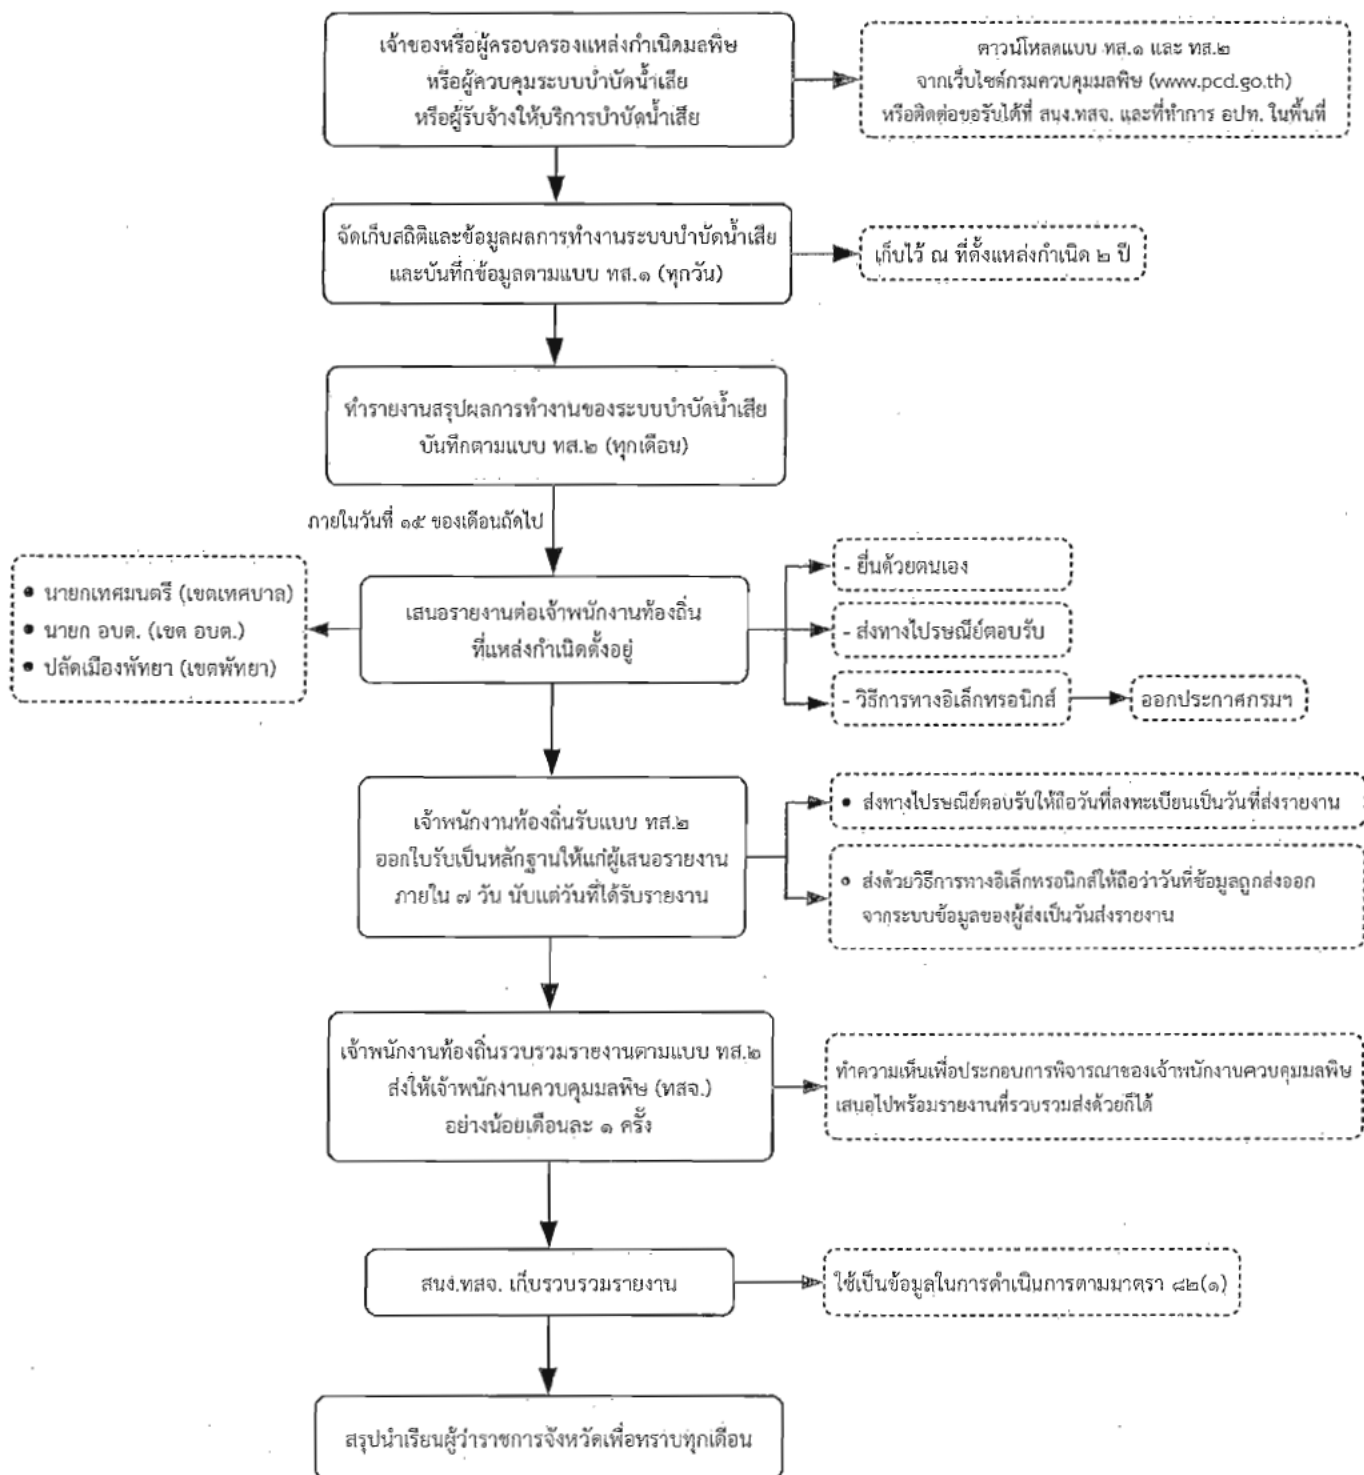 เจ้าของหรือผู้ครอบครองแหล่งกำเนิดมลพิษ
หรือผู้ควบคุมระบบบำบัดน้ำเสีย
หรือผู้รับจ้างให้บริการบำบัดน้ำเสีย
ดาวน์โหลดแบบ ทส.๑ และ ทส.๒
จากเว็บไซต์กรมควบคุมมลพิษ (www.pcd.go.th)
หรือติดต่อขอรับได้ที่ สนง.ทสจ. และที่ทำการ อปท. ในพื้นที่
จัดเก็บสถิติและข้อมูลผลการทำงานระบบบำบัดน้ำเสีย
และบันทึกข้อมูลตามแบบ ทส.๑ (ทุกวัน)
เก็บไว้ ณ ที่ตั้งแหล่งกำเนิด ๒ ปี
ทำรายงานสรุปผลการทำงานของระบบบำบัดน้ำเสีย
บันทึกตามแบบ ทส.๒ (ทุกเดือน)
ภายในวันที่ ๑๕ ของเดือนถัดไป
• นายกเทศมนตรี (เขตเทศบาล)
• นายก อบต. (เขต อบต.)
• ปลัดเมืองพัทยา (เขตพัทยา)
เสนอรายงานต่อเจ้าพนักงานท้องถิ่น
ที่แหล่งกำเนิดตั้งอยู่
- ยื่นด้วยตนเอง
- ส่งทางไปรษณีย์ตอบรับ
- วิธีการทางอิเล็กทรอนิกส์
ออกประกาศกรมฯ
เจ้าพนักงานท้องถิ่นรับแบบ ทส.๒
ออกใบรับเป็นหลักฐานให้แก่ผู้เสนอรายงาน
ภายใน ๗ วัน นับแต่วันที่ได้รับรายงาน
• ส่งทางไปรษณีย์ตอบรับให้ถือวันที่ลงทะเบียนเป็นวันที่ส่งรายงาน
• ส่งด้วยวิธีการทางอิเล็กทรอนิกส์ให้ถือว่าวันที่ข้อมูลถูกส่งออก
จากระบบข้อมูลของผู้ส่งเป็นวันส่งรายงาน
เจ้าพนักงานท้องถิ่นรวบรวมรายงานตามแบบ ทส.๒
ส่งให้เจ้าพนักงานควบคุมมลพิษ (ทสจ.)
อย่างน้อยเดือนละ ๑ ครั้ง
ทำความเห็นเพื่อประกอบการพิจารณาของเจ้าพนักงานควบคุมมลพิษ
เสนอไปพร้อมรายงานที่รวบรวมส่งด้วยก็ได้
สนง.ทสจ. เก็บรวบรวมรายงาน
ใช้เป็นข้อมูลในการดำเนินการตามมาตรา ๘๒(๑)
สรุปนำเรียนผู้ว่าราชการจังหวัดเพื่อทราบทุกเดือน